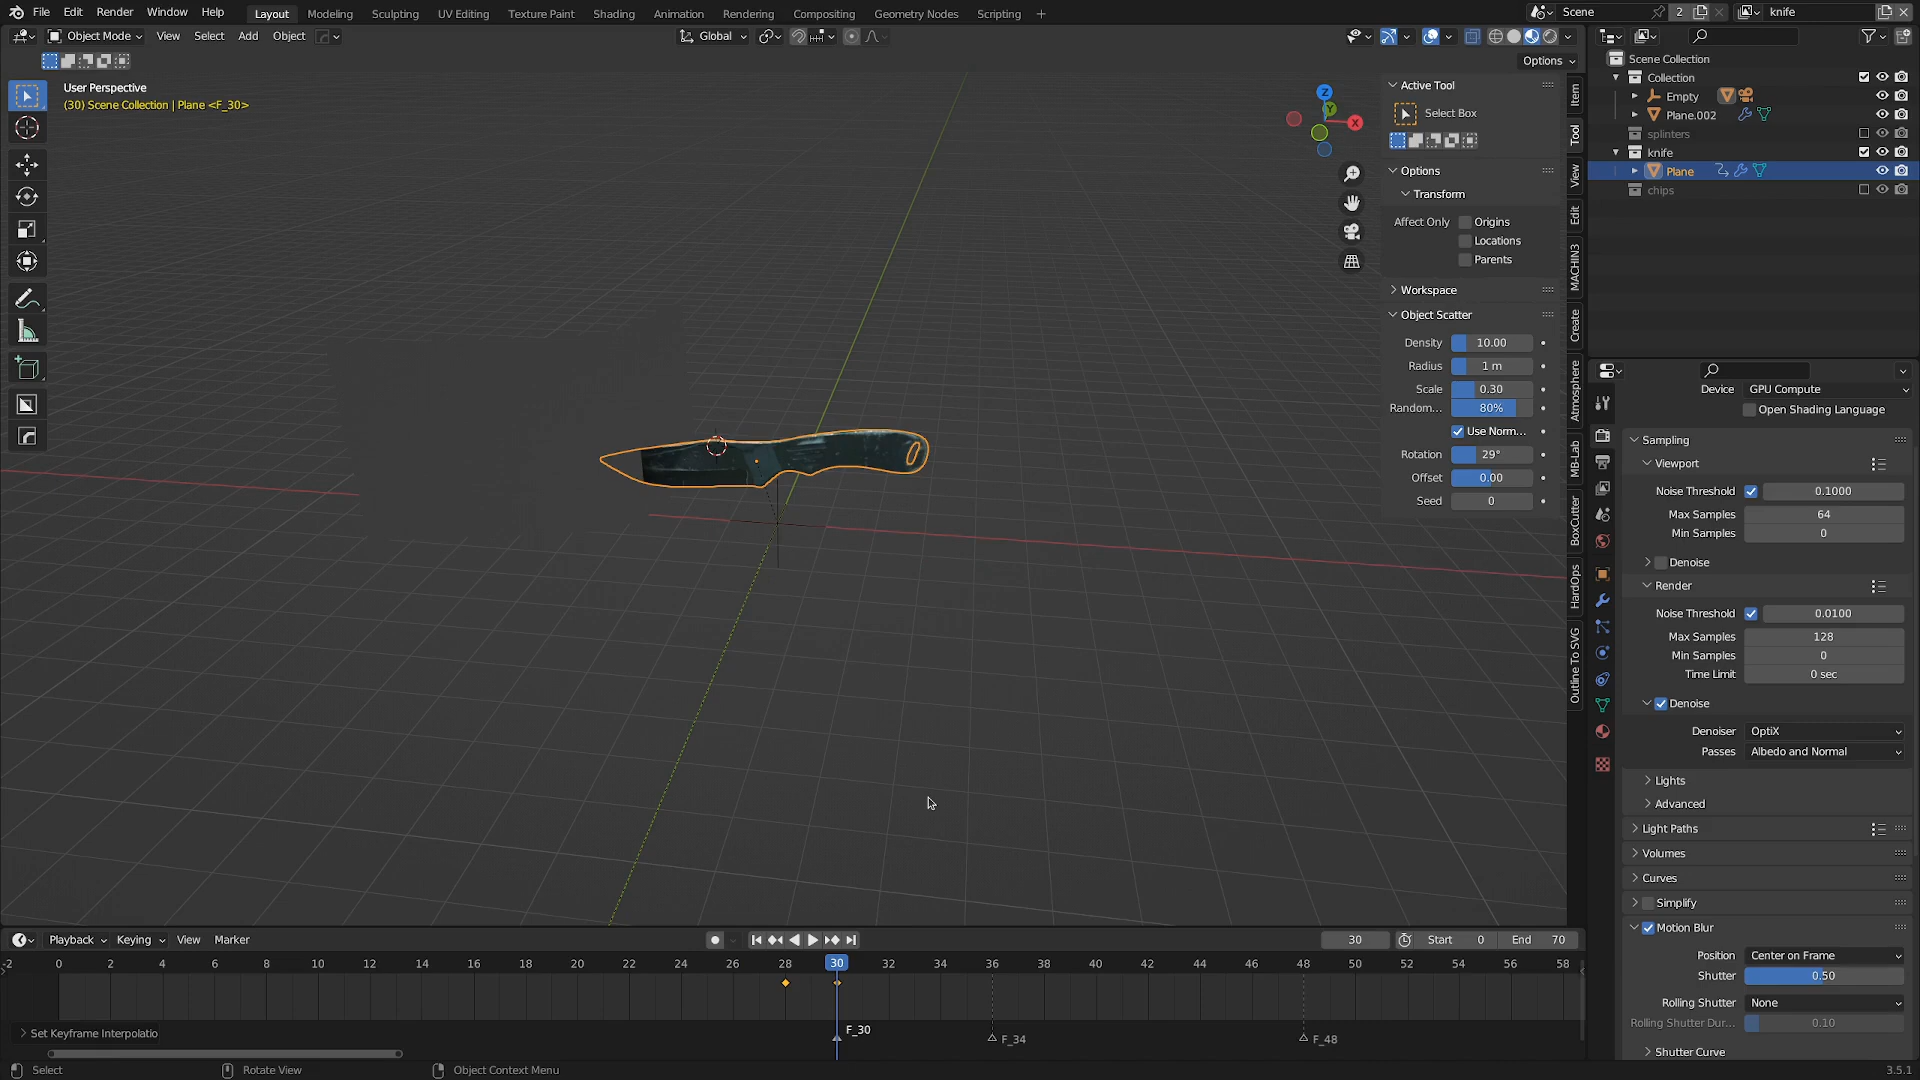 File Edit Render Window Help Layout Modeling Sculpting UV Editing Texture Paint Shading Animation Rendering Compositing Geometry Nodes Scripting + Scene 2 knife
Object Mode View Select Add Object Global
Options
User Perspective
(30) Scene Collection | Plane <F_30>
Z
Y
X
Active Tool
Select Box
Options
Transform
Affect Only Origins
Locations
Parents
Workspace
Object Scatter
Density 10.00
Radius 1 m
Scale 0.30
Random... 80%
Use Norm...
Rotation 29°
Offset 0.00
Seed 0
Item
Tool
View
Edit
MACHIN3
Create
Atmosphere
MB-Lab
BoxCutter
HardOps
Outline To SVG
Scene Collection
Collection
Empty
Plane.002
splinters
knife
Plane
chips
Device GPU Compute
Open Shading Language
Sampling
Viewport
Noise Threshold 0.1000
Max Samples 64
Min Samples 0
Denoise
Render
Noise Threshold 0.0100
Max Samples 128
Min Samples 0
Time Limit 0 sec
Denoise
Denoiser OptiX
Passes Albedo and Normal
Lights
Advanced
Light Paths
Volumes
Curves
Simplify
Motion Blur
Position Center on Frame
Shutter 0.50
Rolling Shutter None
Rolling Shutter Dur... 0.10
Shutter Curve
Playback Keying View Marker 30 Start 0 End 70
-2 0 2 4 6 8 10 12 14 16 18 20 22 24 26 28 30 32 34 36 38 40 42 44 46 48 50 52 54 56 58
F_30
F_34 F_48
Set Keyframe Interpolatio
Select Rotate View Object Context Menu 3.5.1